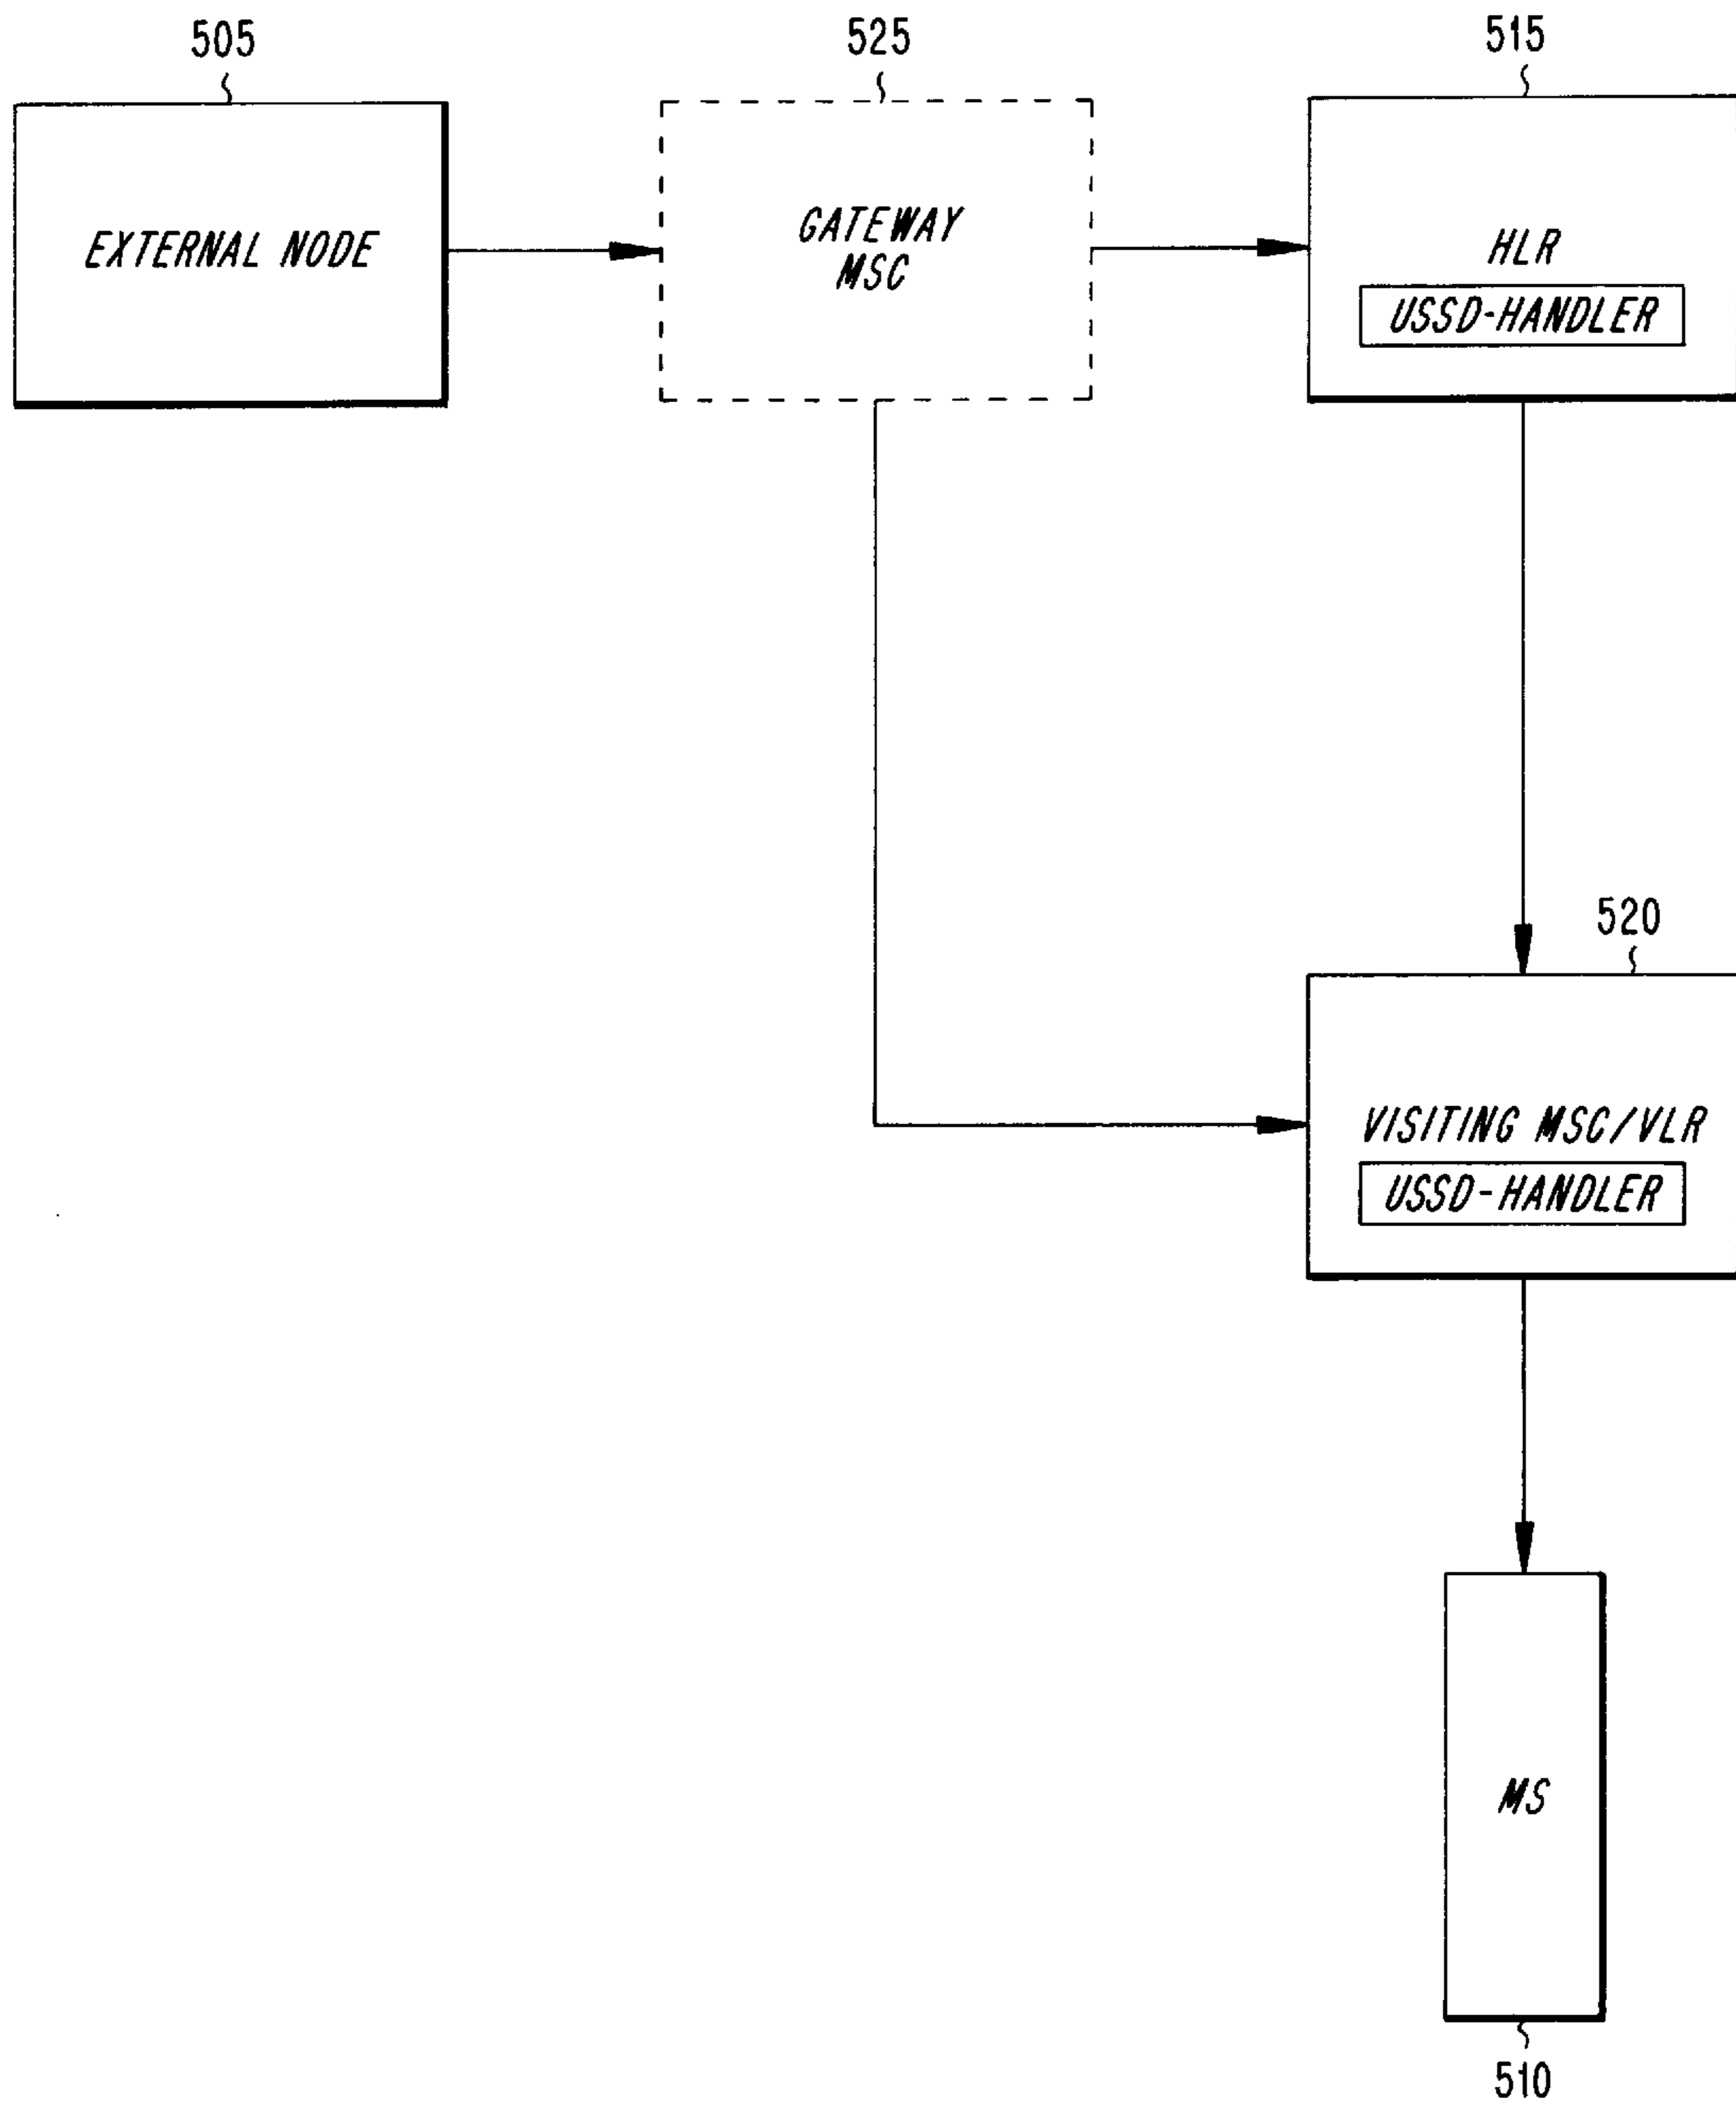 505
525
515
EXTERNAL NODE
GATEWAY
MSC
HLR
USSD-HANDLER
520
VISITING MSC/VLR
USSD-HANDLER
MS
510